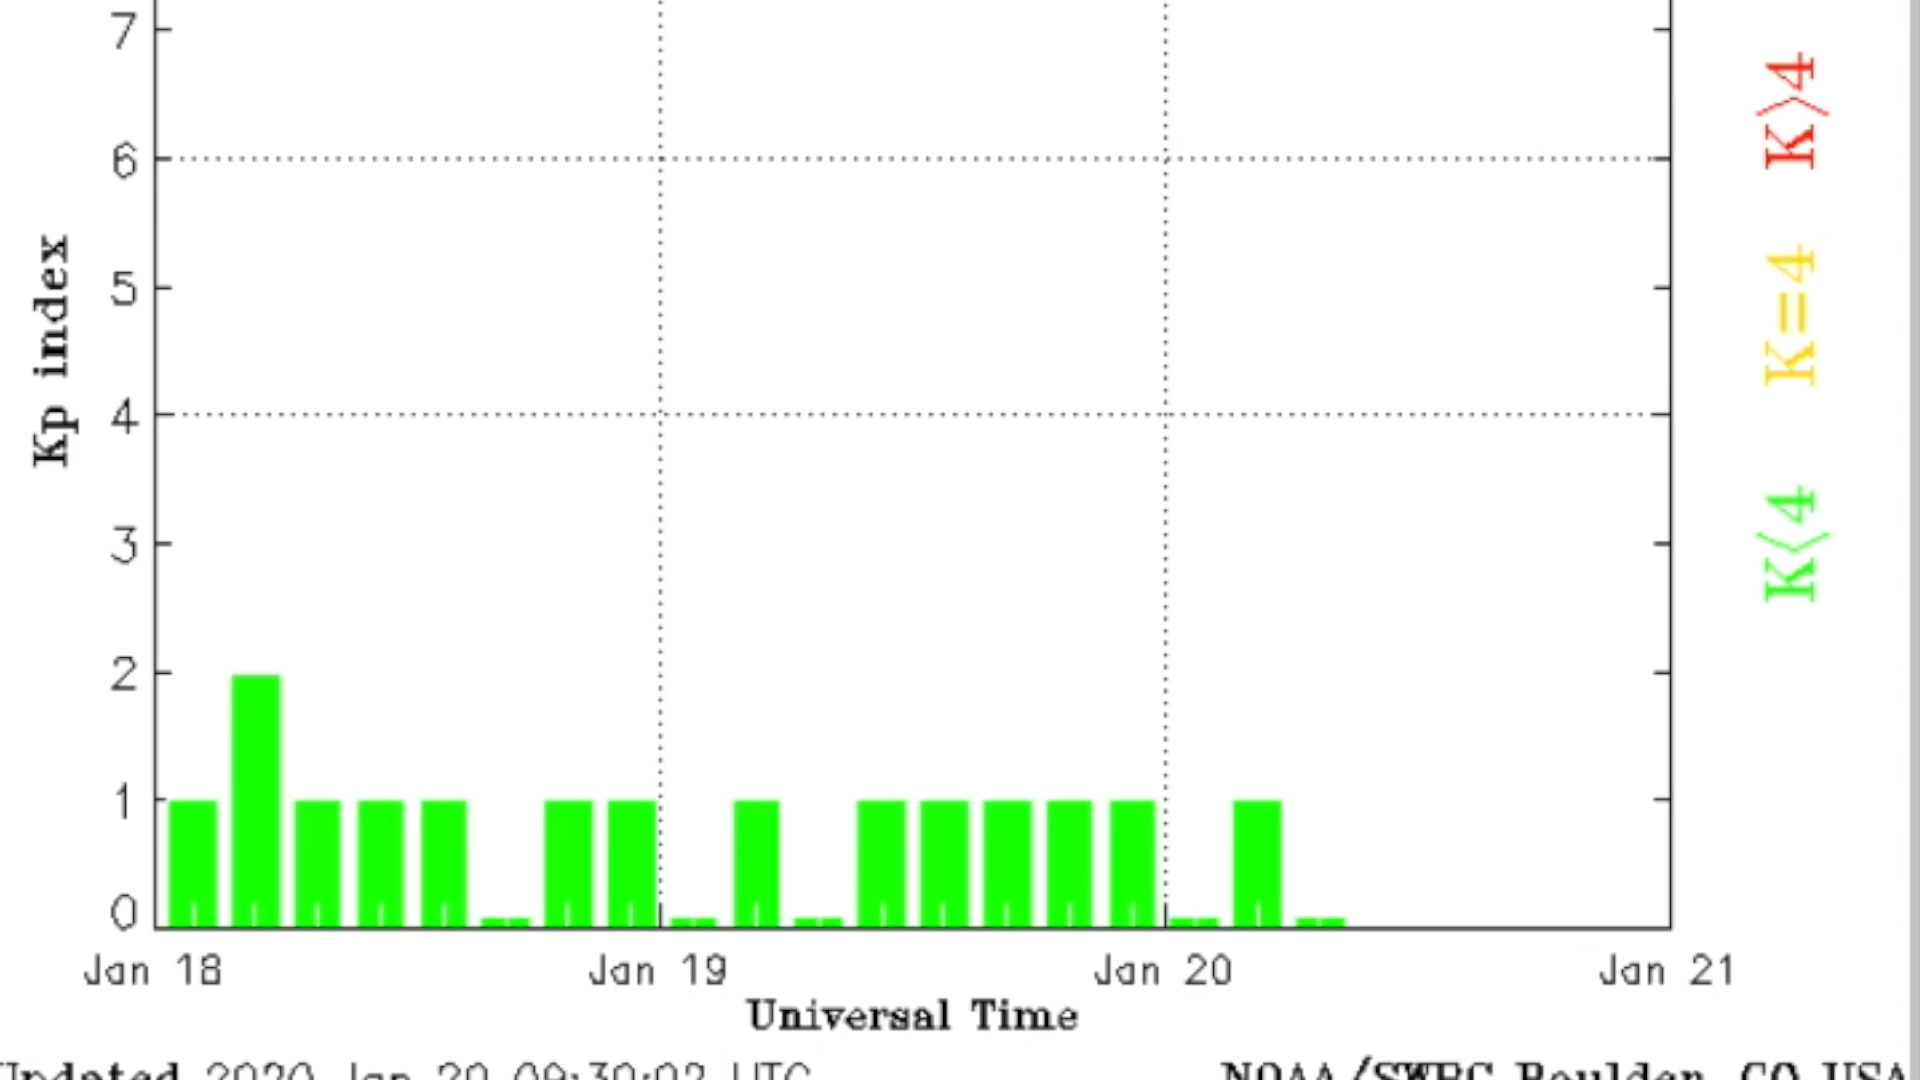 7
6
5
4
3
2
1
0
Kp index
K>4
K=4
K<4
Jan 18
Jan 19
Jan 20
Jan 21
Universal Time
Updated 2020 Jan 20 09:30:02 UTC
NOAA/SWPC Boulder, CO USA